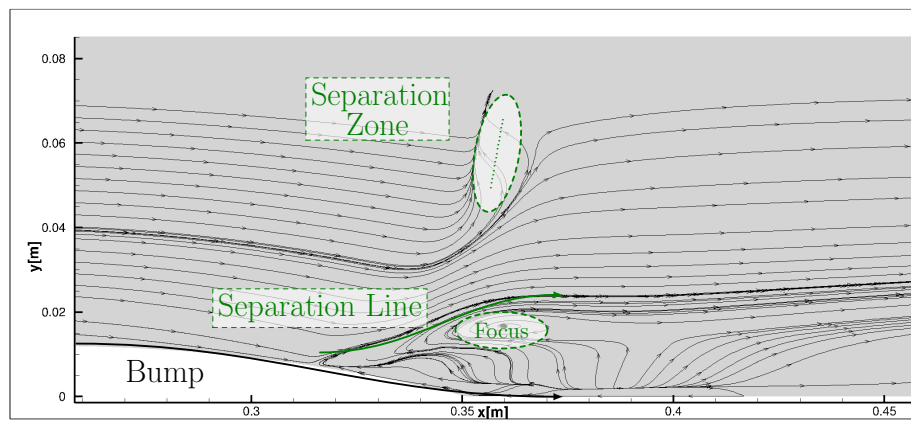 0.08
Separation
Zone
0.06
0.04
y[m]
Separation Line
0.02
Focus
Bump
0
0.3
0.35
x[m]
0.4
0.45